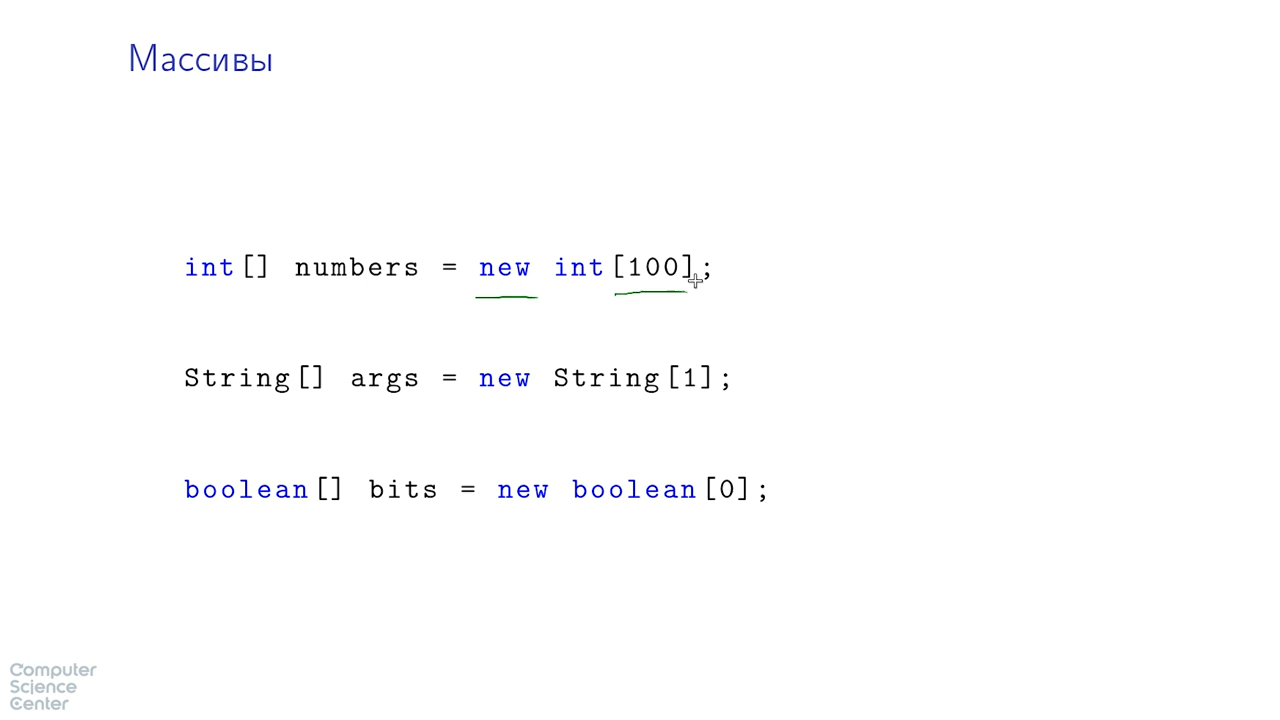 Массивы
int[] numbers = new int[100];
String[] args = new String[1];
boolean[] bits = new boolean[0];
Computer
Science
Center